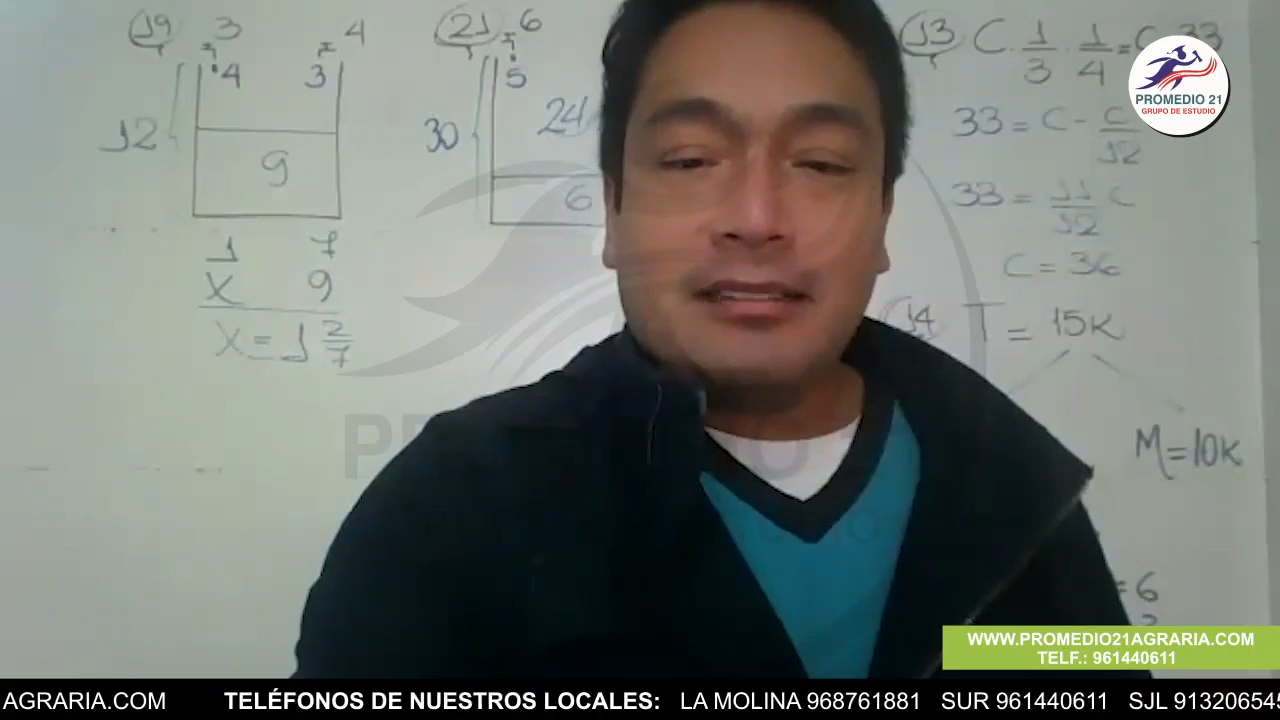 19 3 4
4 3
12
9
1 7
X 9
X = 1 2/7
21 6
5
30 24
6
13 C · 1/3 · 1/4 = C - 33
33 = C - C/12
33 = 11/12 C
C = 36
14 T = 15K
M = 10K
= 6
PROMEDIO 21
GRUPO DE ESTUDIO
WWW.PROMEDIO21AGRARIA.COM
TELF.: 961440611
AGRARIA.COM TELÉFONOS DE NUESTROS LOCALES: LA MOLINA 968761881 SUR 961440611 SJL 91320654